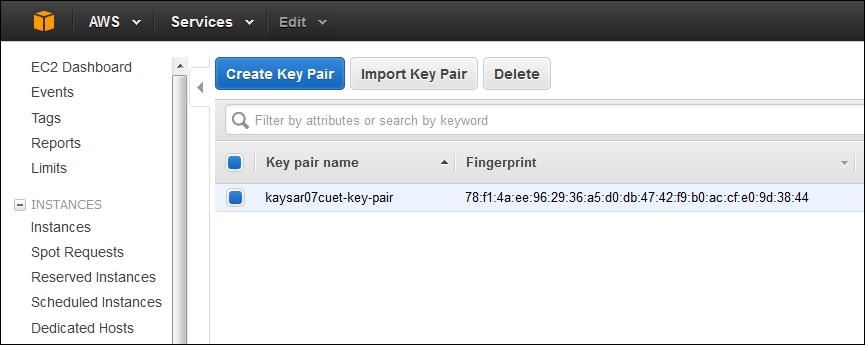 AWS Services Edit
EC2 Dashboard
Events
Tags
Reports
Limits
INSTANCES
Instances
Spot Requests
Reserved Instances
Scheduled Instances
Dedicated Hosts
Create Key Pair Import Key Pair Delete
Filter by attributes or search by keyword
Key pair name Fingerprint
kaysar07cuet-key-pair 78:f1:4a:ee:96:29:36:a5:d0:db:47:42:f9:b0:ac:cf:e0:9d:38:44